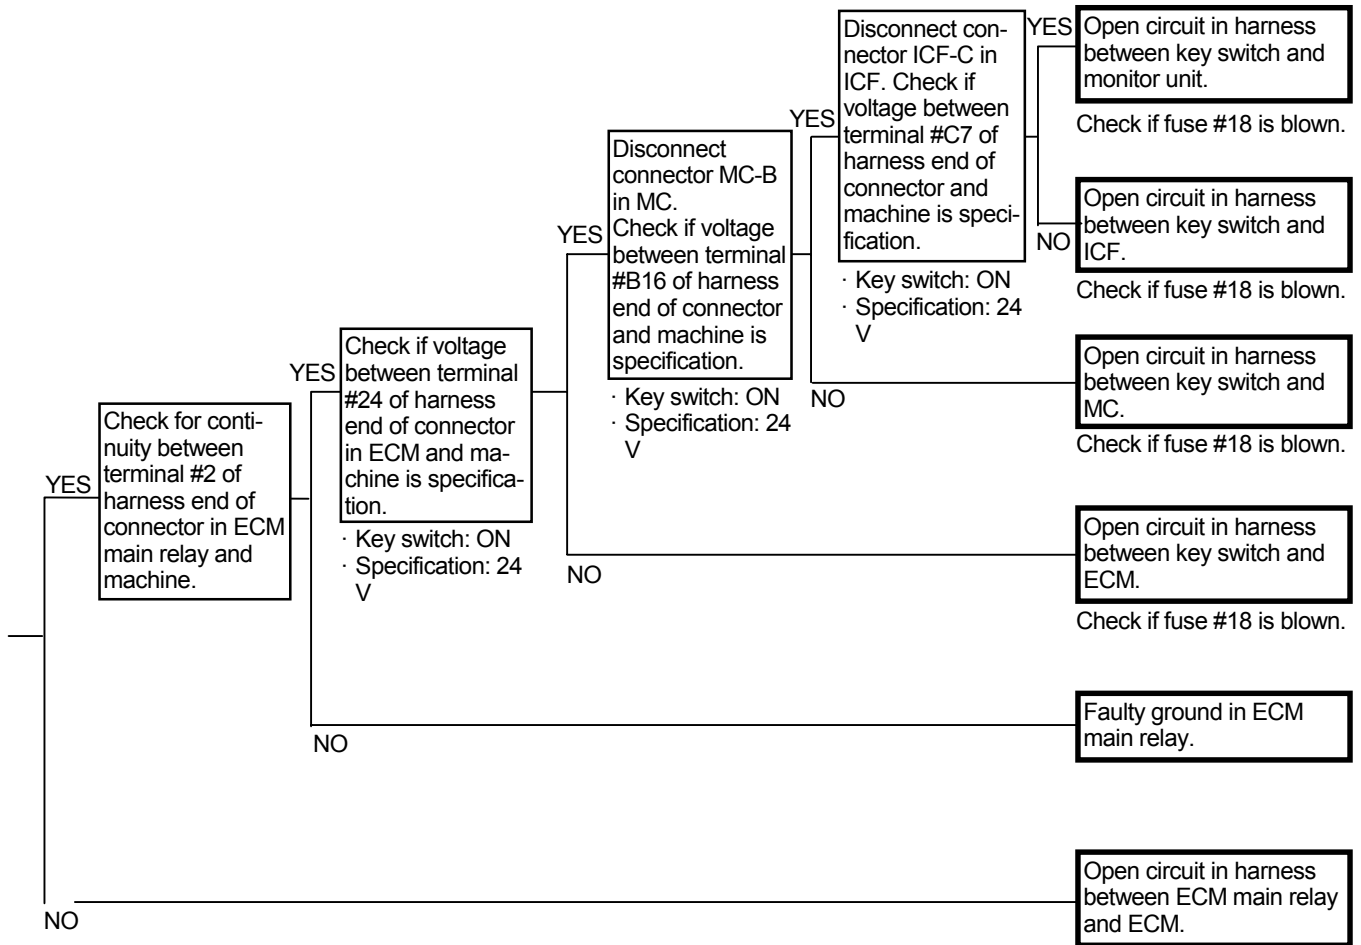 YES
Check for conti-
nuity between
terminal #2 of
harness end of
connector in ECM
main relay and
machine.
YES
Check if voltage
between terminal
#24 of harness
end of connector
in ECM and ma-
chine is specifica-
tion.
· Key switch: ON
· Specification: 24
V
YES
Disconnect
connector MC-B
in MC.
Check if voltage
between terminal
#B16 of harness
end of connector
and machine is
specification.
· Key switch: ON
· Specification: 24
V
YES
Disconnect con-
nector ICF-C in
ICF. Check if
voltage between
terminal #C7 of
harness end of
connector and
machine is speci-
fication.
· Key switch: ON
· Specification: 24
V
YES
Open circuit in harness
between key switch and
monitor unit.
Check if fuse #18 is blown.
NO
Open circuit in harness
between key switch and
ICF.
Check if fuse #18 is blown.
NO
Open circuit in harness
between key switch and
MC.
Check if fuse #18 is blown.
NO
Open circuit in harness
between key switch and
ECM.
Check if fuse #18 is blown.
NO
Faulty ground in ECM
main relay.
NO
Open circuit in harness
between ECM main relay
and ECM.